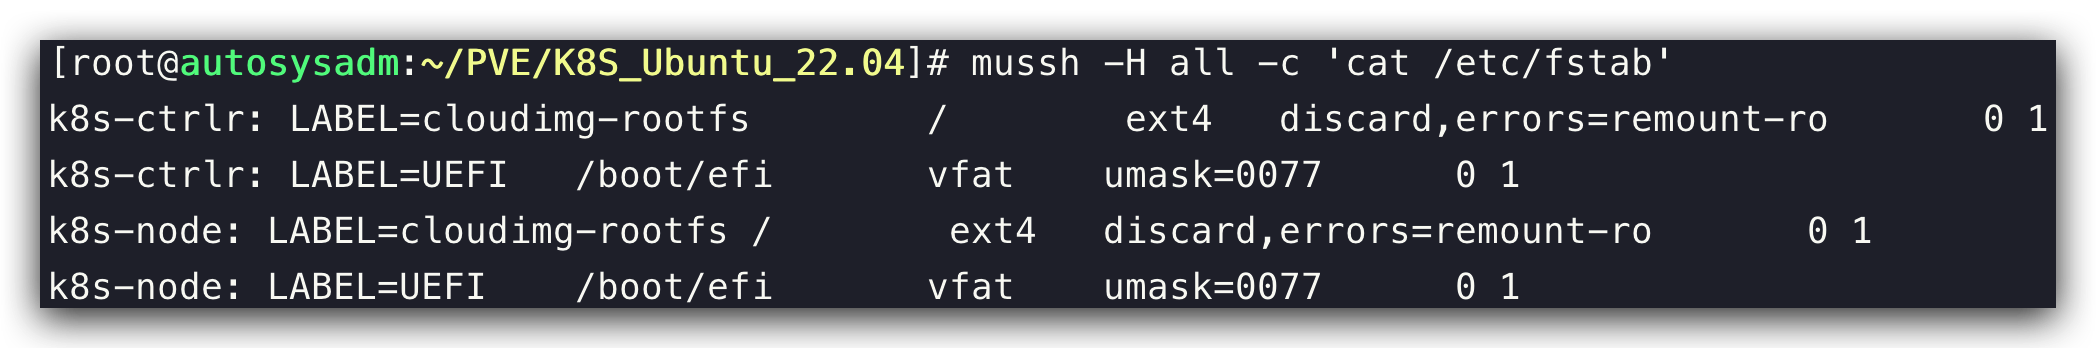 [root@autosysadm:~/PVE/K8S_Ubuntu_22.04]# mussh -H all -c 'cat /etc/fstab'
k8s-ctrlr: LABEL=cloudimg-rootfs        /        ext4   discard,errors=remount-ro       0 1
k8s-ctrlr: LABEL=UEFI   /boot/efi       vfat    umask=0077      0 1
k8s-node: LABEL=cloudimg-rootfs /        ext4   discard,errors=remount-ro       0 1
k8s-node: LABEL=UEFI    /boot/efi       vfat    umask=0077      0 1